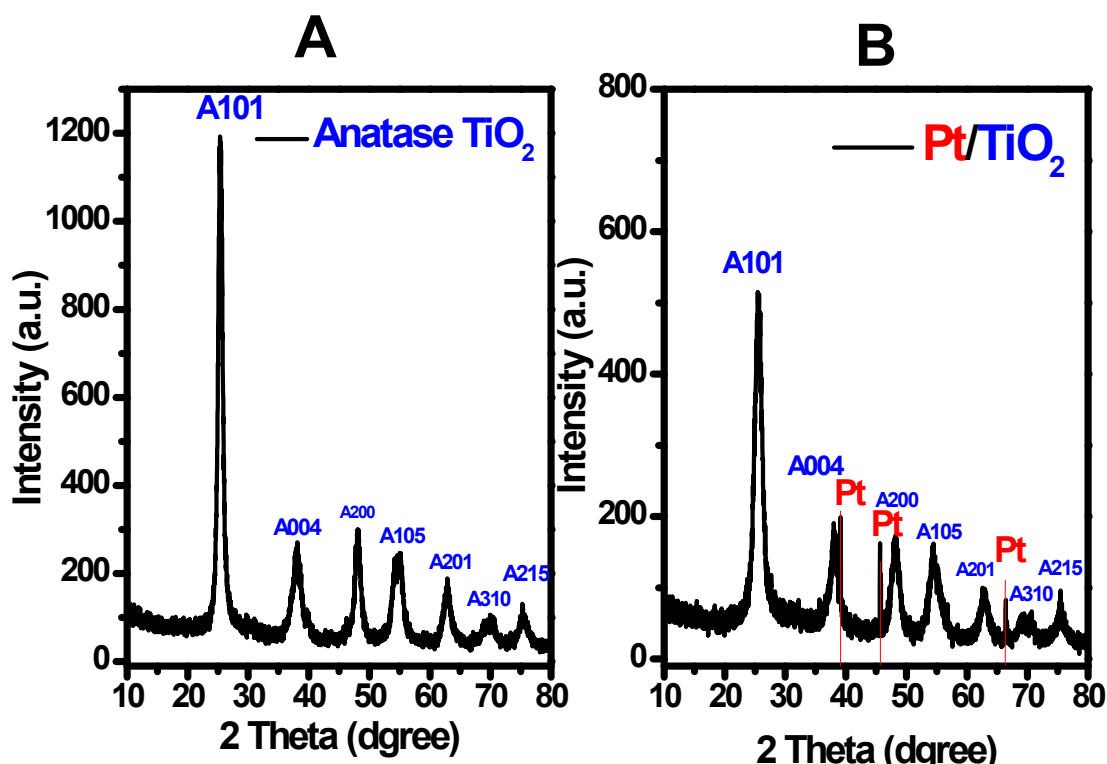 A
A101
Anatase TiO₂
A004
A200
A105
A201
A310
A215
1200
1000
800
600
400
200
0
10 20 30 40 50 60 70 80
Intensity (a.u.)
2 Theta (dgree)
B
Pt/TiO₂
A101
A004
Pt
Pt
A200
A105
A201
Pt
A310
A215
800
600
400
200
0
10 20 30 40 50 60 70 80
Intensity (a.u.)
2 Theta (dgree)